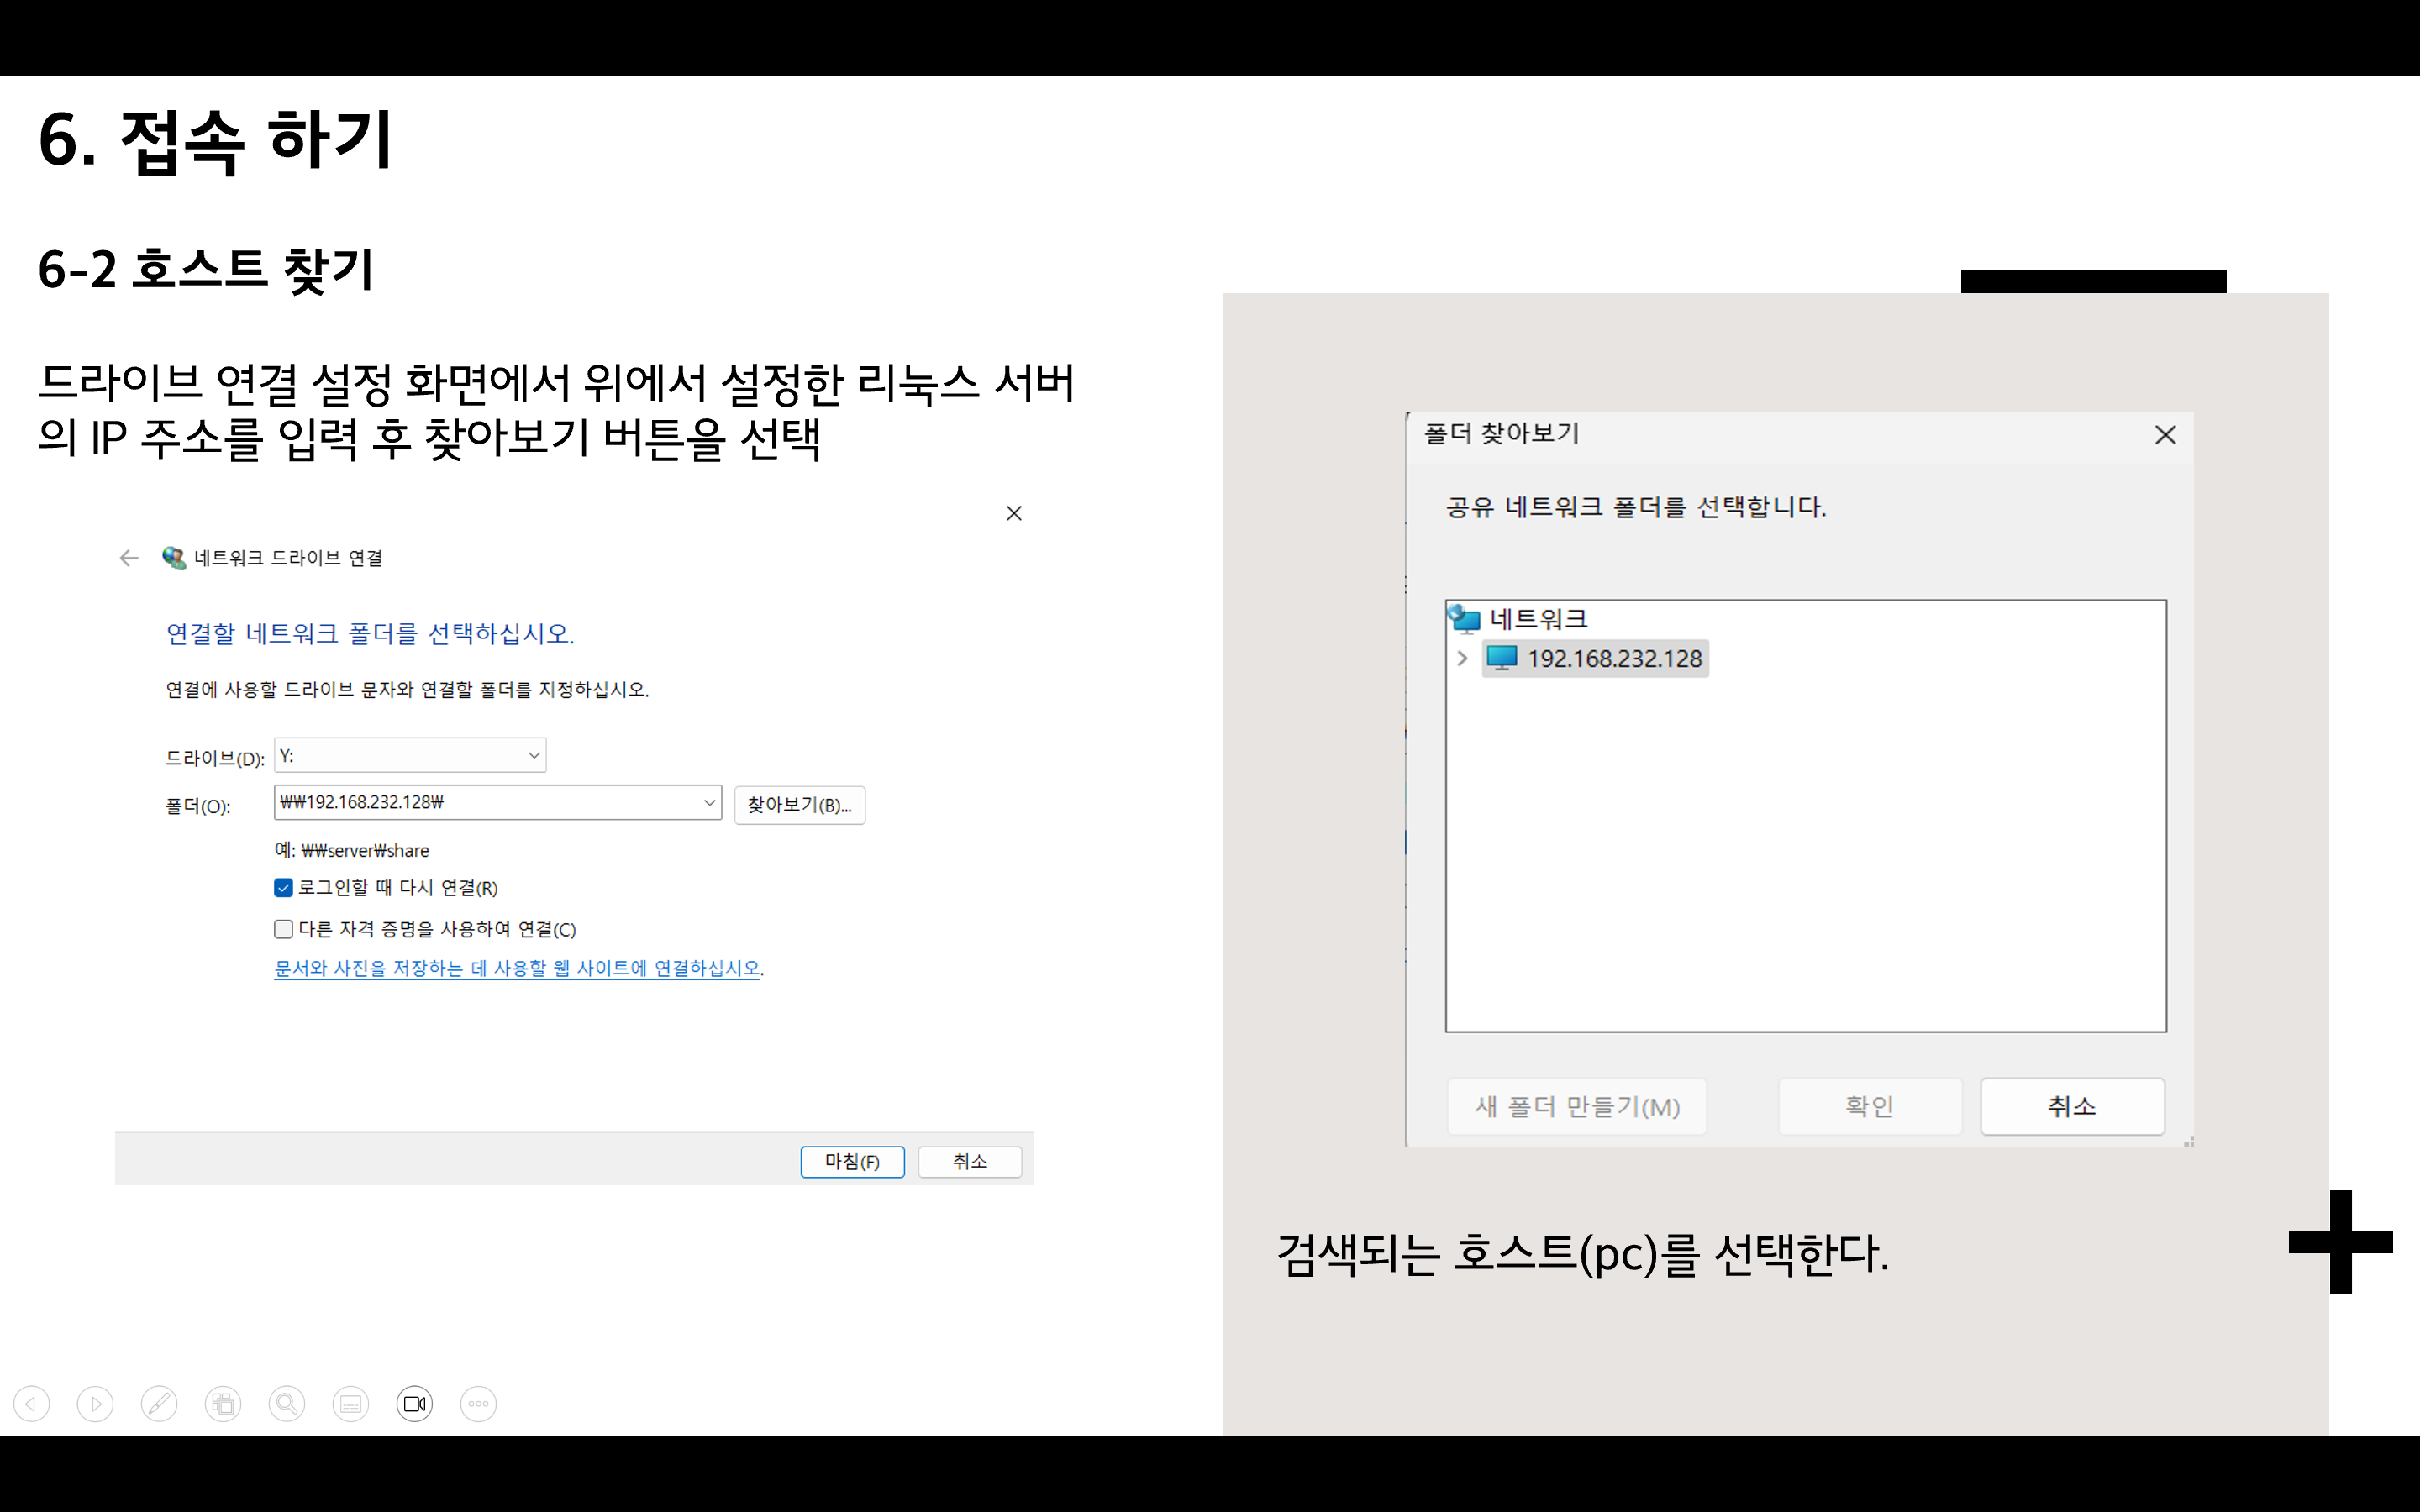 6. 접속 하기
6-2 호스트 찾기
드라이브 연결 설정 화면에서 위에서 설정한 리눅스 서버
의 IP 주소를 입력 후 찾아보기 버튼을 선택
네트워크 드라이브 연결
연결할 네트워크 폴더를 선택하십시오.
연결에 사용할 드라이브 문자와 연결할 폴더를 지정하십시오.
드라이브(D): Y:
폴더(O): ₩₩192.168.232.128₩ 찾아보기(B)...
예: ₩₩server₩share
로그인할 때 다시 연결(R)
다른 자격 증명을 사용하여 연결(C)
문서와 사진을 저장하는 데 사용할 웹 사이트에 연결하십시오.
마침(F) 취소
폴더 찾아보기
공유 네트워크 폴더를 선택합니다.
네트워크
192.168.232.128
새 폴더 만들기(M) 확인 취소
검색되는 호스트(pc)를 선택한다.